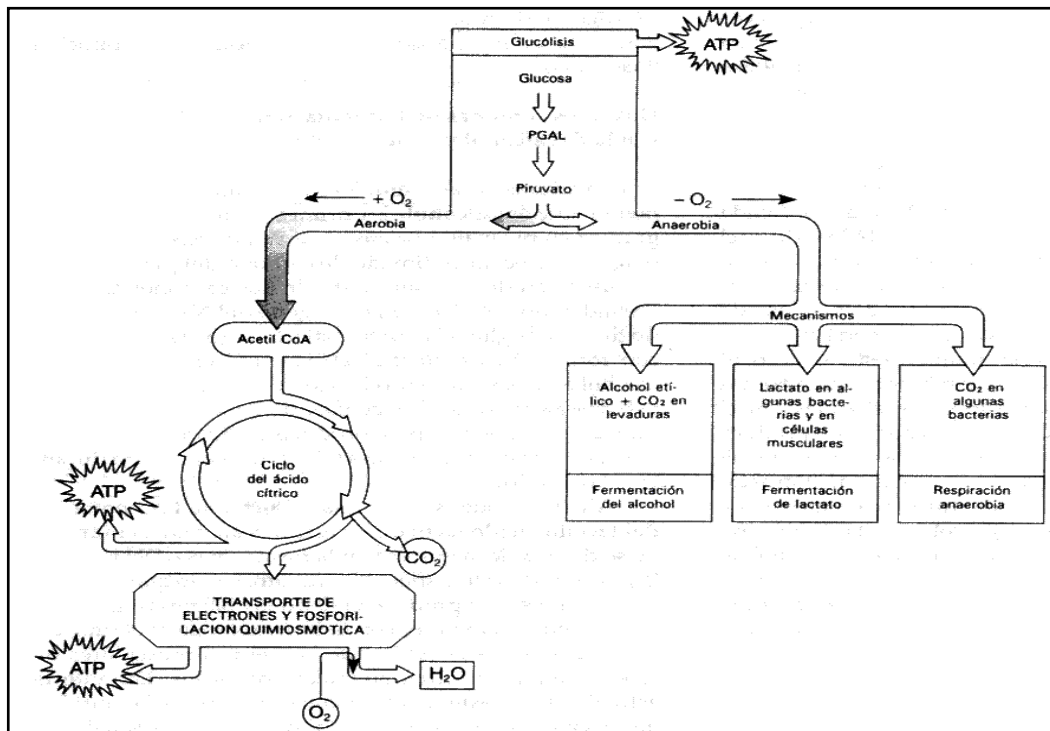 Glucólisis
ATP
Glucosa
PGAL
Piruvato
+ O2
Aerobia
– O2
Anaerobia
Mecanismos
Acetil CoA
Alcohol etí-
lico + CO2 en
levaduras
Fermentación
del alcohol
Lactato en al-
gunas bacte-
rias y en
células
musculares
Fermentación
de lactato
CO2 en
algunas
bacterias
Respiración
anaerobia
Ciclo
del ácido
cítrico
ATP
CO2
TRANSPORTE DE
ELECTRONES Y FOSFORI-
LACION QUIMIOSMOTICA
ATP
O2
H2O